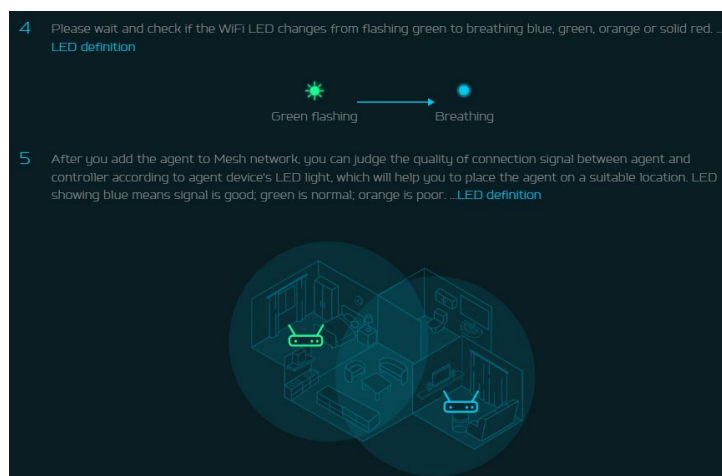 4 Please wait and check if the WiFi LED changes from flashing green to breathing blue, green, orange or solid red. ...
LED definition
Green flashing Breathing
5 After you add the agent to Mesh network, you can judge the quality of connection signal between agent and
controller according to agent device's LED light, which will help you to place the agent on a suitable location. LED
showing blue means signal is good; green is normal; orange is poor. ...LED definition